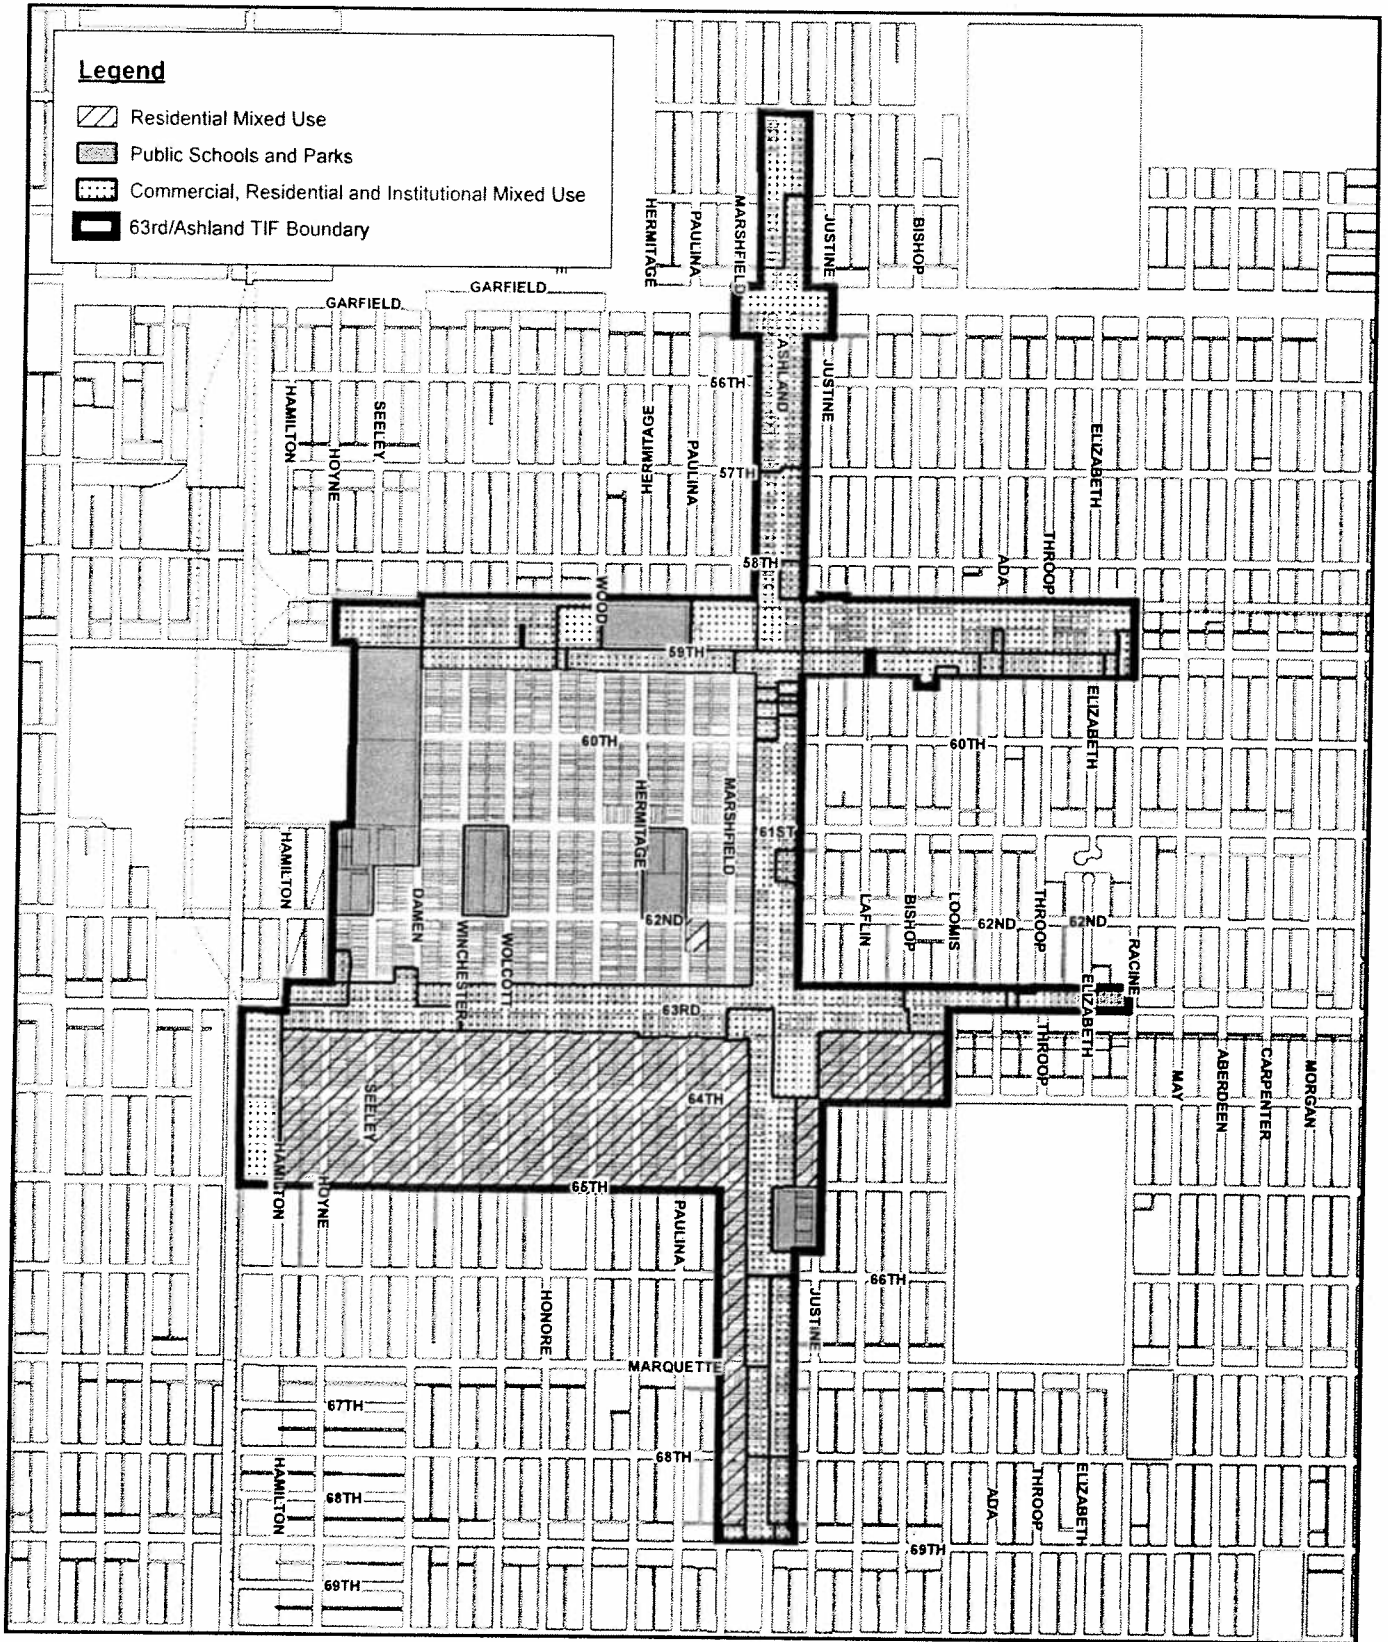 Legend
Residential Mixed Use
Public Schools and Parks
Commercial, Residential and Institutional Mixed Use
63rd/Ashland TIF Boundary
HERMITAGE
PAULINA
MARSHFIELD
JUSTINE
BISHOP
GARFIELD
GARFIELD
ASHLAND
56TH
JUSTINE
HAMILTON
SEELEY
HERMITAGE
ELIZABETH
HOYNE
PAULINA
57TH
58TH
ADA
THROOP
WOOD
59TH
60TH
60TH
ELIZABETH
HERMITAGE
MARSHFIELD
61ST
HAMILTON
DAMEN
WINCHESTER
WOLCOTT
62ND
LAFLIN
BISHOP
LOOMIS
62ND
THROOP
62ND
RACINE
63RD
ELIZABETH
THROOP
MAY
ABERDEEN
CARPENTER
MORGAN
SEELEY
64TH
HAMILTON
HOYNE
65TH
PAULINA
66TH
HONORE
JUSTINE
MARQUETTE
67TH
68TH
HAMILTON
68TH
ADA
THROOP
ELIZABETH
69TH
69TH